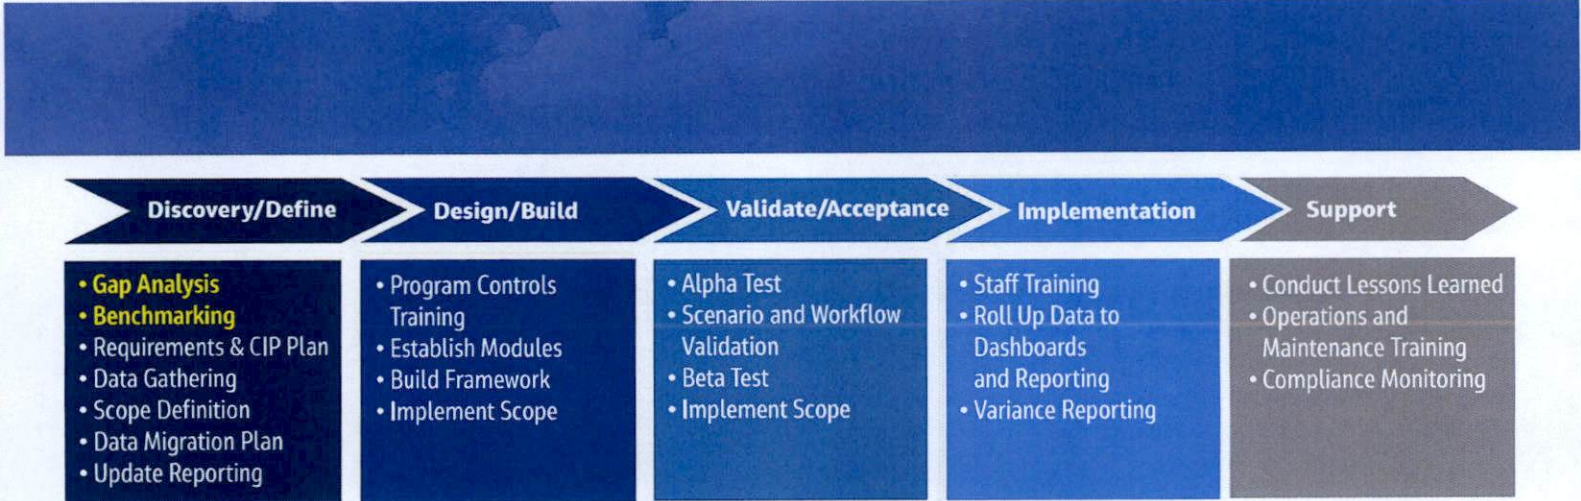 Discovery/Define
Design/Build
Validate/Acceptance
Implementation
Support
• Gap Analysis
• Benchmarking
• Requirements & CIP Plan
• Data Gathering
• Scope Definition
• Data Migration Plan
• Update Reporting
• Program Controls
Training
• Establish Modules
• Build Framework
• Implement Scope
• Alpha Test
• Scenario and Workflow
Validation
• Beta Test
• Implement Scope
• Staff Training
• Roll Up Data to
Dashboards
and Reporting
• Variance Reporting
• Conduct Lessons Learned
• Operations and
Maintenance Training
• Compliance Monitoring